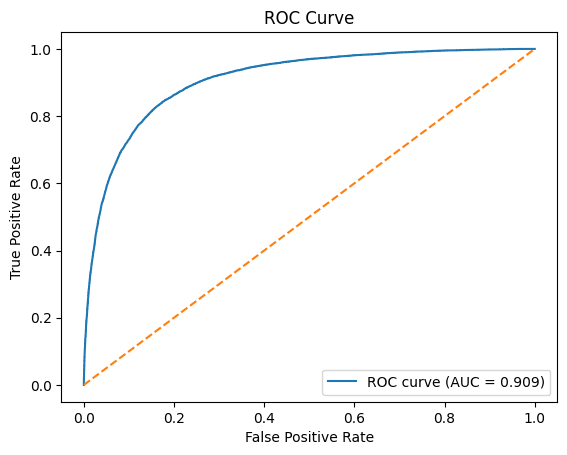 ROC Curve
1.0
0.8
0.6
0.4
0.2
0.0
True Positive Rate
ROC curve (AUC = 0.909)
0.0 0.2 0.4 0.6 0.8 1.0
False Positive Rate